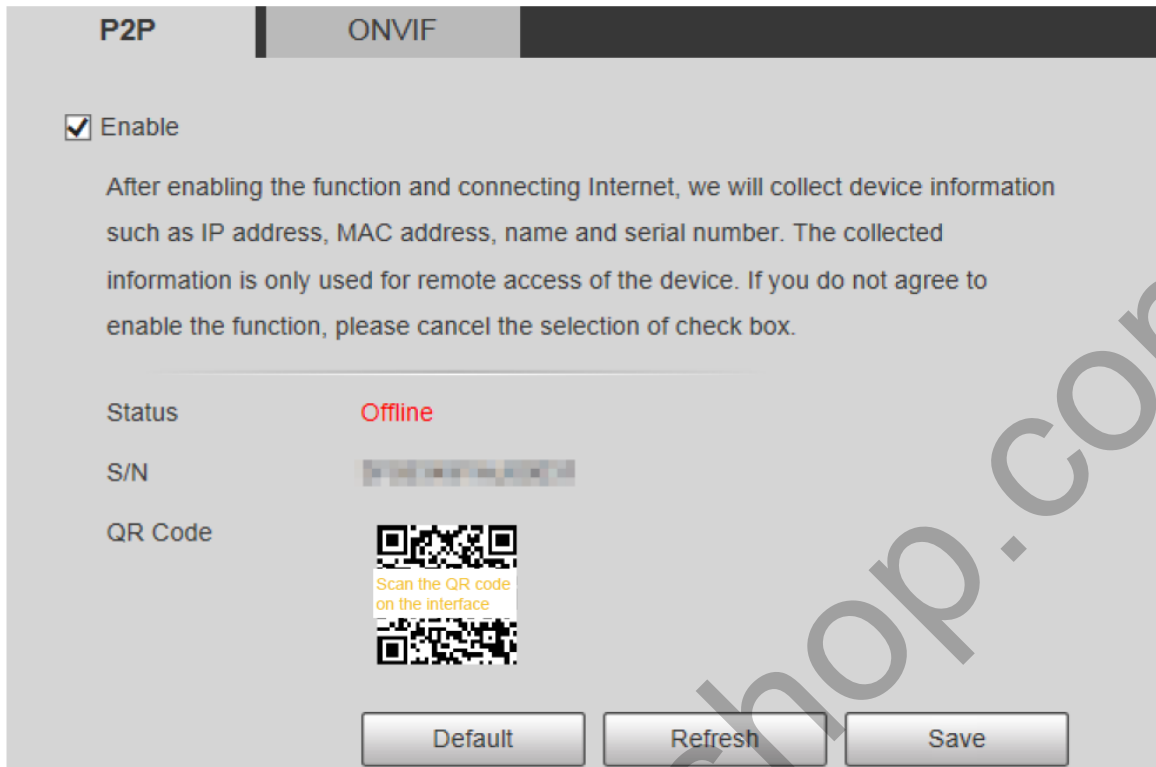 P2P ONVIF
Enable
After enabling the function and connecting Internet, we will collect device information
such as IP address, MAC address, name and serial number. The collected
information is only used for remote access of the device. If you do not agree to
enable the function, please cancel the selection of check box.
Status Offline
S/N
QR Code
Scan the QR code
on the interface
Default Refresh Save
hop.co